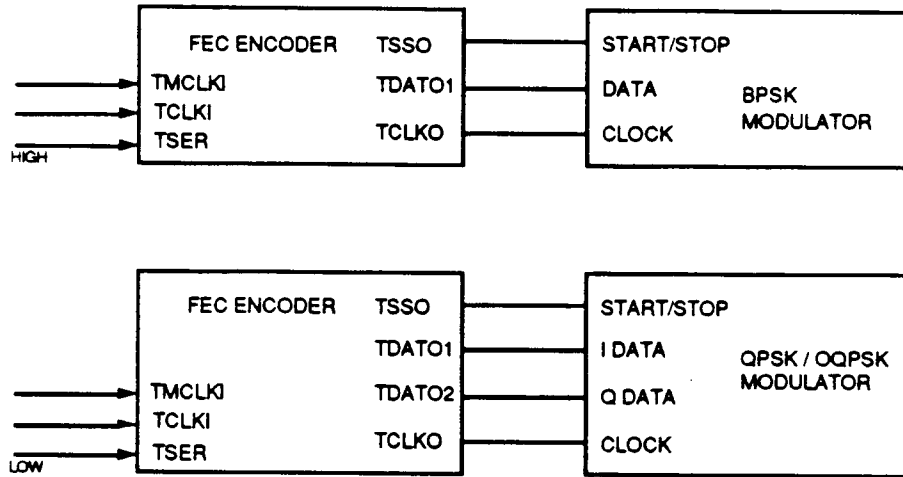 FEC ENCODER TSSO START/STOP
TMCLKI TDATO1 DATA BPSK
TCLKI MODULATOR
TSER TCLKO CLOCK
HIGH
FEC ENCODER TSSO START/STOP
TDATO1 I DATA QPSK / OQPSK
MODULATOR
TMCLKI TDATO2 Q DATA
TCLKI
TSER TCLKO CLOCK
LOW